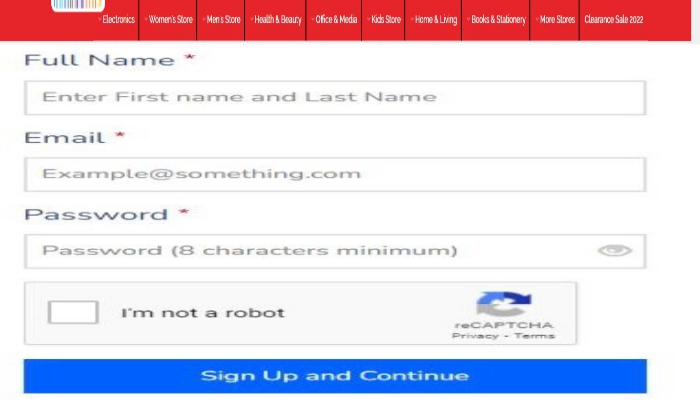 Electronics Women's Store Men's Store Health & Beauty Office & Media Kids Store Home & Living Books & Stationery More Stores Clearance Sale 2022
Full Name *
Enter First name and Last Name
Email *
Example@something.com
Password *
Password (8 characters minimum)
I'm not a robot
reCAPTCHA
Privacy - Terms
Sign Up and Continue